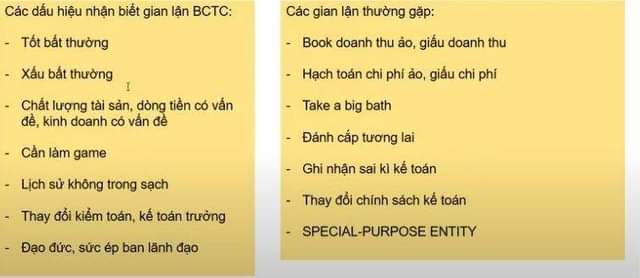 Các dấu hiệu nhận biết gian lận BCTC:
- Tốt bất thường
- Xấu bất thường
- Chất lượng tài sản, dòng tiền có vấn
đề, kinh doanh có vấn đề
- Cần làm game
- Lịch sử không trong sạch
- Thay đổi kiểm toán, kế toán trưởng
- Đạo đức, sức ép ban lãnh đạo
Các gian lận thường gặp:
- Book doanh thu ảo, giấu doanh thu
- Hạch toán chi phí ảo, giấu chi phí
- Take a big bath
- Đánh cắp tương lai
- Ghi nhận sai kì kế toán
- Thay đổi chính sách kế toán
- SPECIAL-PURPOSE ENTITY